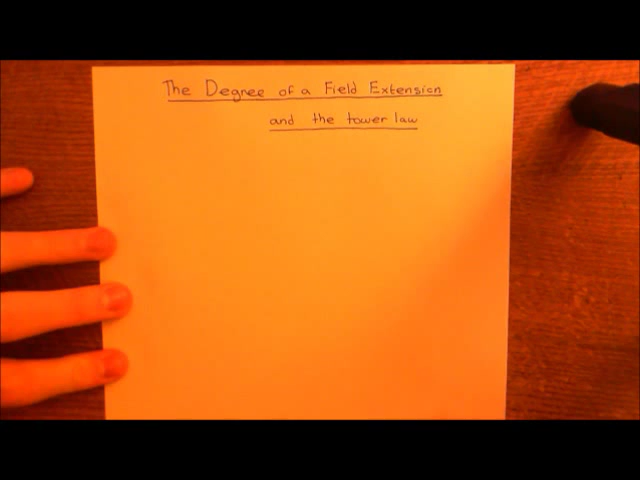 The Degree of a Field Extension
and the tower law